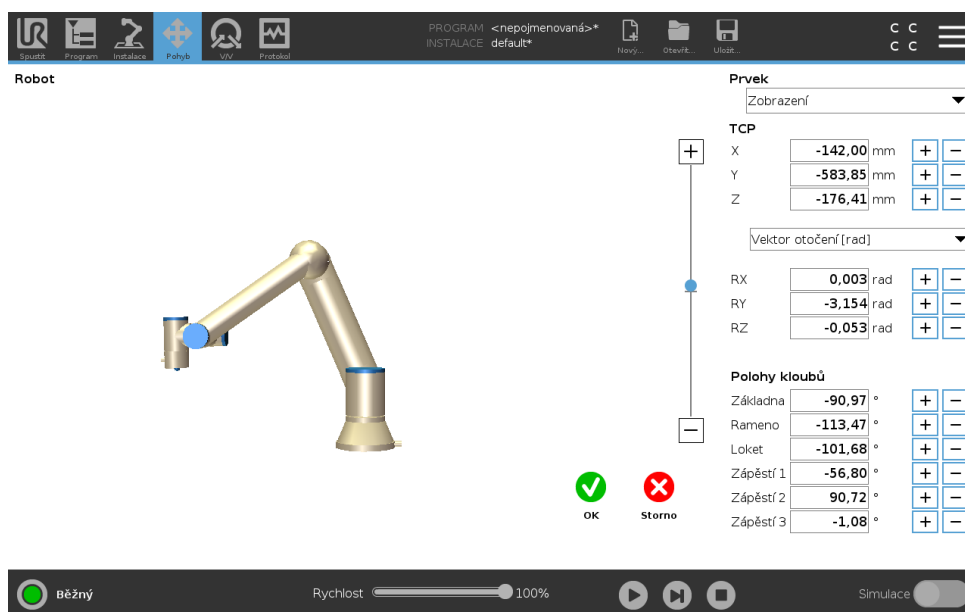 UR
PROGRAM <nepojmenovaná>*
INSTALACE default*
C C
C C
Spustit Program Instalace Pohyb V/V Protokol Nový... Otevřít... Uložit...
Robot
Prvek
Zobrazení
TCP
X -142,00 mm + −
Y -583,85 mm + −
Z -176,41 mm + −
Vektor otočení [rad]
RX 0,003 rad + −
RY -3,154 rad + −
RZ -0,053 rad + −
Polohy kloubů
Základna -90,97 ° + −
Rameno -113,47 ° + −
Loket -101,68 ° + −
Zápěstí 1 -56,80 ° + −
Zápěstí 2 90,72 ° + −
Zápěstí 3 -1,08 ° + −
OK Storno
Běžný Rychlost 100% Simulace